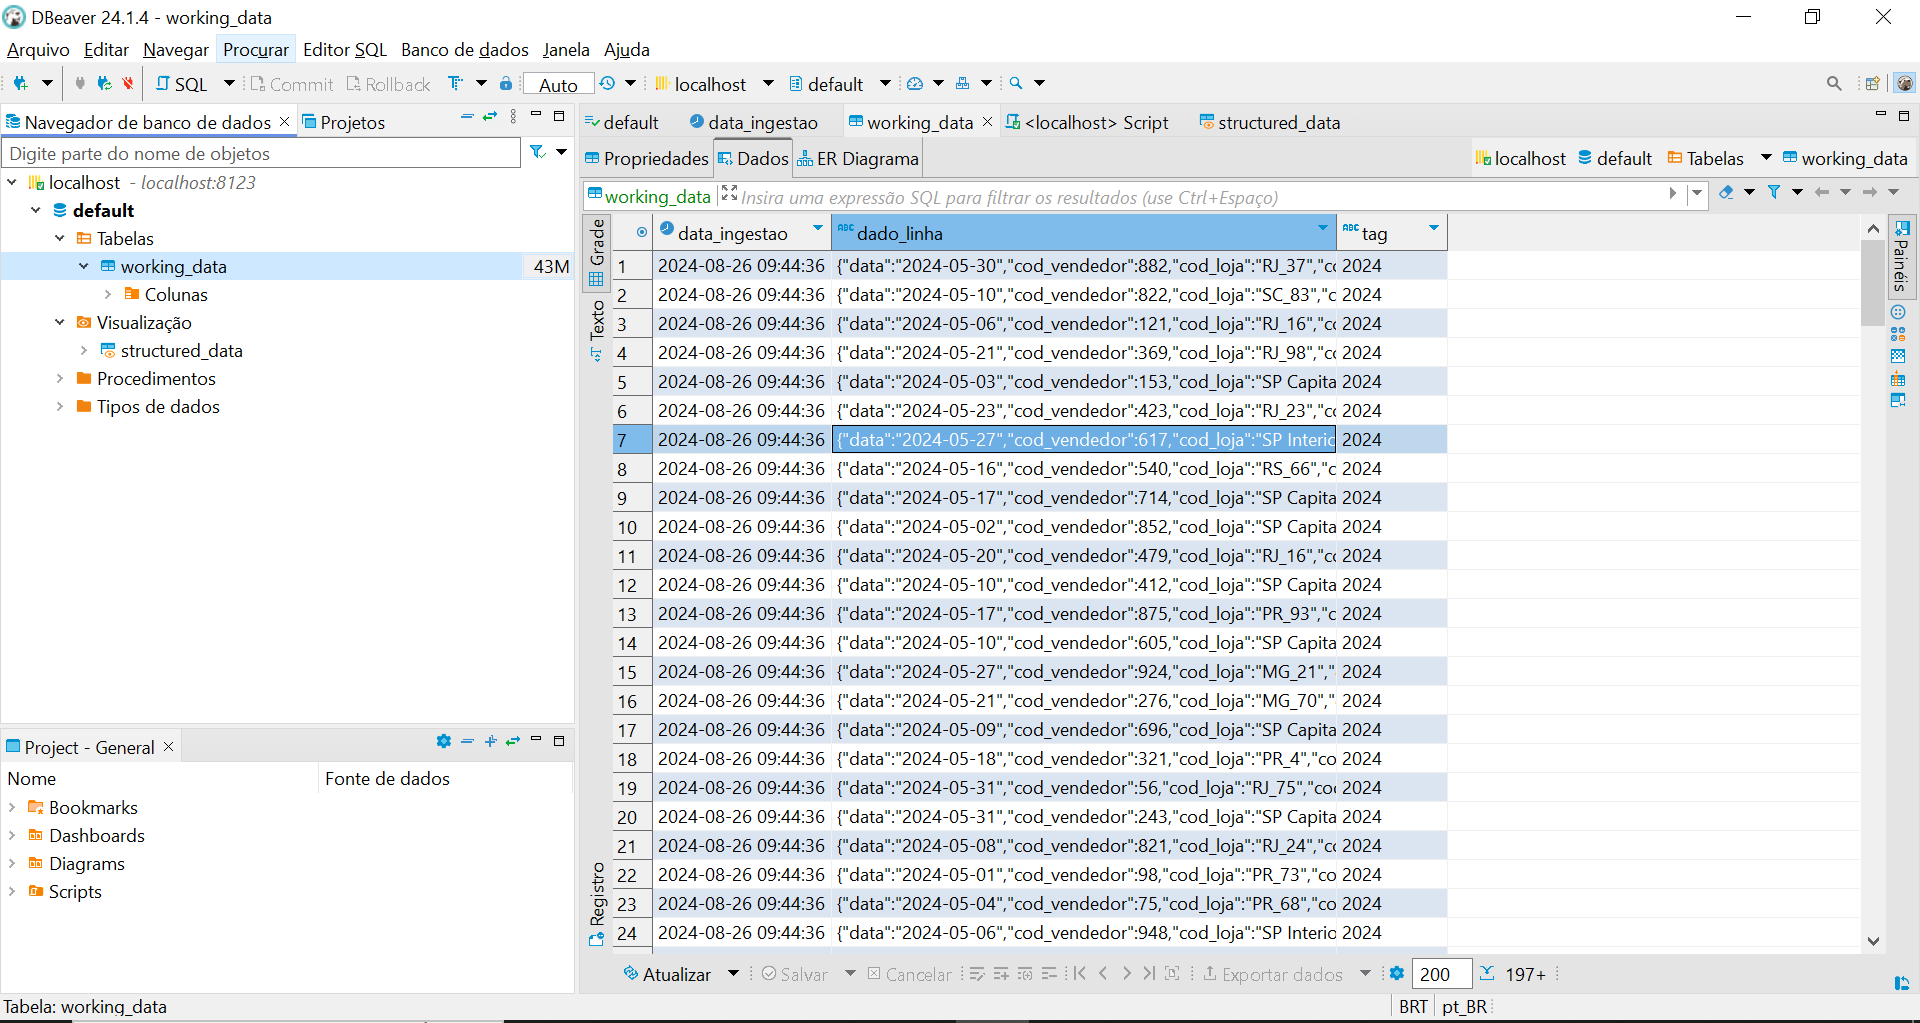 DBeaver 24.1.4 - working_data
Arquivo Editar Navegar Procurar Editor SQL Banco de dados Janela Ajuda
SQL Commit Rollback Auto localhost default
Navegador de banco de dados Projetos
Digite parte do nome de objetos
localhost - localhost:8123
default
Tabelas
working_data 43M
Colunas
Visualização
structured_data
Procedimentos
Tipos de dados
Project - General
Nome Fonte de dados
Bookmarks
Dashboards
Diagrams
Scripts
default data_ingestao working_data <localhost> Script structured_data
Propriedades Dados ER Diagrama localhost default Tabelas working_data
working_data Insira uma expressão SQL para filtrar os resultados (use Ctrl+Espaço)
Grade
Texto
Registro
Painéis
data_ingestao ABC dado_linha ABC tag
1 2024-08-26 09:44:36 {"data":"2024-05-30","cod_vendedor":882,"cod_loja":"RJ_37","co 2024
2 2024-08-26 09:44:36 {"data":"2024-05-10","cod_vendedor":822,"cod_loja":"SC_83","c 2024
3 2024-08-26 09:44:36 {"data":"2024-05-06","cod_vendedor":121,"cod_loja":"RJ_16","co 2024
4 2024-08-26 09:44:36 {"data":"2024-05-21","cod_vendedor":369,"cod_loja":"RJ_98","co 2024
5 2024-08-26 09:44:36 {"data":"2024-05-03","cod_vendedor":153,"cod_loja":"SP Capita 2024
6 2024-08-26 09:44:36 {"data":"2024-05-23","cod_vendedor":423,"cod_loja":"RJ_23","co 2024
7 2024-08-26 09:44:36 {"data":"2024-05-27","cod_vendedor":617,"cod_loja":"SP Interio 2024
8 2024-08-26 09:44:36 {"data":"2024-05-16","cod_vendedor":540,"cod_loja":"RS_66","c 2024
9 2024-08-26 09:44:36 {"data":"2024-05-17","cod_vendedor":714,"cod_loja":"SP Capita 2024
10 2024-08-26 09:44:36 {"data":"2024-05-02","cod_vendedor":852,"cod_loja":"SP Capita 2024
11 2024-08-26 09:44:36 {"data":"2024-05-20","cod_vendedor":479,"cod_loja":"RJ_16","co 2024
12 2024-08-26 09:44:36 {"data":"2024-05-10","cod_vendedor":412,"cod_loja":"SP Capita 2024
13 2024-08-26 09:44:36 {"data":"2024-05-17","cod_vendedor":875,"cod_loja":"PR_93","c 2024
14 2024-08-26 09:44:36 {"data":"2024-05-10","cod_vendedor":605,"cod_loja":"SP Capita 2024
15 2024-08-26 09:44:36 {"data":"2024-05-27","cod_vendedor":924,"cod_loja":"MG_21"," 2024
16 2024-08-26 09:44:36 {"data":"2024-05-21","cod_vendedor":276,"cod_loja":"MG_70"," 2024
17 2024-08-26 09:44:36 {"data":"2024-05-09","cod_vendedor":696,"cod_loja":"SP Capita 2024
18 2024-08-26 09:44:36 {"data":"2024-05-18","cod_vendedor":321,"cod_loja":"PR_4","co 2024
19 2024-08-26 09:44:36 {"data":"2024-05-31","cod_vendedor":56,"cod_loja":"RJ_75","co 2024
20 2024-08-26 09:44:36 {"data":"2024-05-31","cod_vendedor":243,"cod_loja":"SP Capita 2024
21 2024-08-26 09:44:36 {"data":"2024-05-08","cod_vendedor":821,"cod_loja":"RJ_24","co 2024
22 2024-08-26 09:44:36 {"data":"2024-05-01","cod_vendedor":98,"cod_loja":"PR_73","co 2024
23 2024-08-26 09:44:36 {"data":"2024-05-04","cod_vendedor":75,"cod_loja":"PR_68","co 2024
24 2024-08-26 09:44:36 {"data":"2024-05-06","cod_vendedor":948,"cod_loja":"SP Interio 2024
Atualizar Salvar Cancelar Exportar dados 200 197+
Tabela: working_data BRT pt_BR